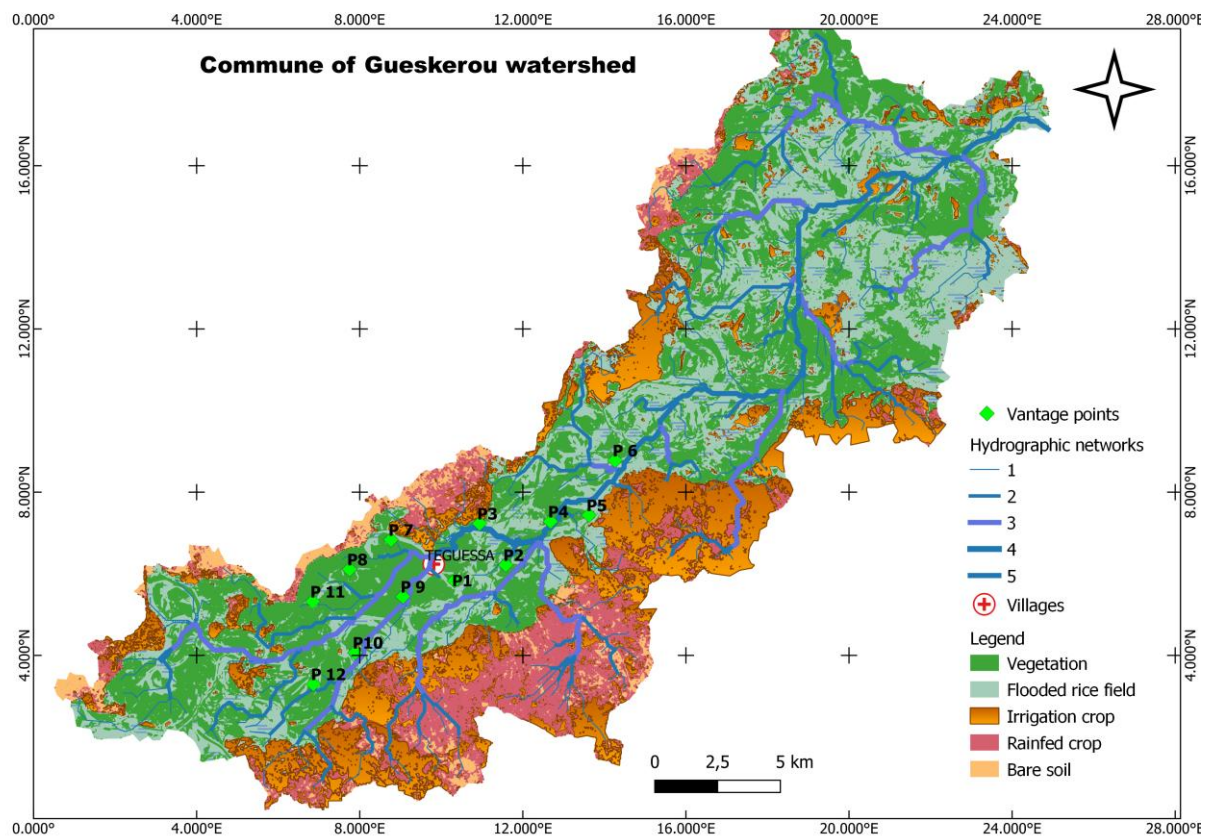 0.000° 4.000°E 8.000°E 12.000°E 16.000°E 20.000°E 24.000°E 28.000°E
Commune of Gueskerou watershed
16.000°N 16.000°N
12.000°N 12.000°N
Vantage points
Hydrographic networks
1
2
P 6
3
8.000°N 8.000°N
4
P5
P4
P3
5
P 7
TEGUESSA
P2
P8
P1
Villages
P 9
P 11
Legend
P10
4.000°N 4.000°N
Vegetation
P 12
Flooded rice field
Irrigation crop
Rainfed crop
0 2,5 5 km
Bare soil
0.000° 4.000°E 8.000°E 12.000°E 16.000°E 20.000°E 24.000°E 28.000°E